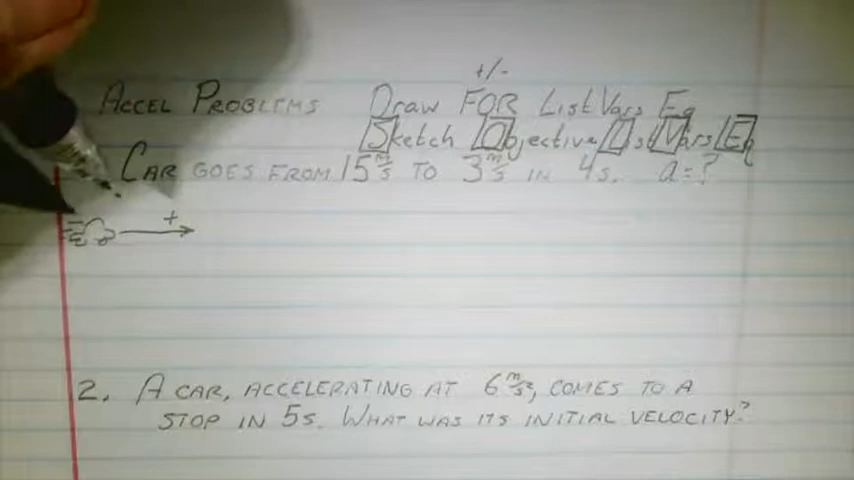 +/-
ACCEL PROBLEMS Draw FOR List Vars Eq
Sketch Objective List Vars Eq
CAR GOES FROM 15 m/s TO 3 m/s IN 4s. a=?
+
2. A CAR, ACCELERATING AT 6 m/s², COMES TO A
STOP IN 5s. WHAT WAS ITS INITIAL VELOCITY?